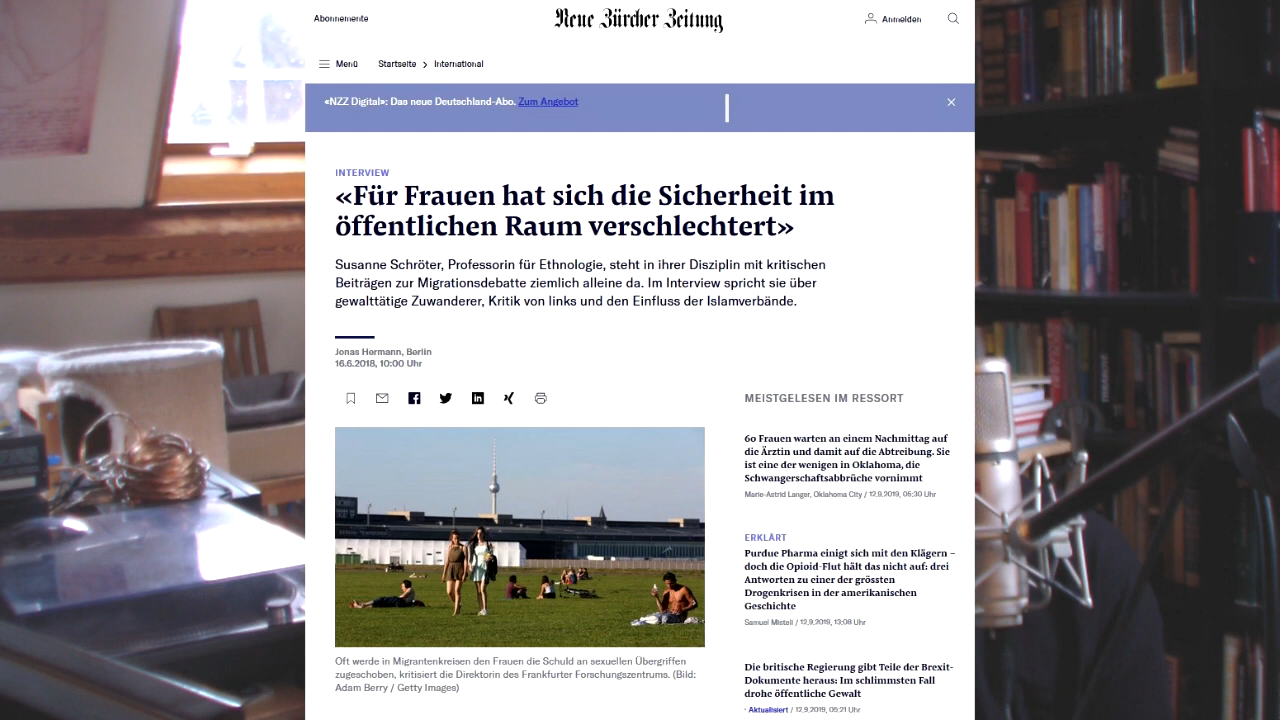 Abonnemente
Neue Zürcher Zeitung
Anmelden
Menü
Startseite
International
«NZZ Digital»: Das neue Deutschland-Abo. Zum Angebot
INTERVIEW
«Für Frauen hat sich die Sicherheit im
öffentlichen Raum verschlechtert»
Susanne Schröter, Professorin für Ethnologie, steht in ihrer Disziplin mit kritischen
Beiträgen zur Migrationsdebatte ziemlich alleine da. Im Interview spricht sie über
gewalttätige Zuwanderer, Kritik von links und den Einfluss der Islamverbände.
Jonas Hermann, Berlin
16.6.2018, 10:00 Uhr
Oft werde in Migrantenkreisen den Frauen die Schuld an sexuellen Übergriffen
zugeschoben, kritisiert die Direktorin des Frankfurter Forschungszentrums. (Bild:
Adam Berry / Getty Images)
MEISTGELESEN IM RESSORT
60 Frauen warten an einem Nachmittag auf
die Ärztin und damit auf die Abtreibung. Sie
ist eine der wenigen in Oklahoma, die
Schwangerschaftsabbrüche vornimmt
Marie-Astrid Langer, Oklahoma City / 12.9.2019, 05:30 Uhr
ERKLÄRT
Purdue Pharma einigt sich mit den Klägern –
doch die Opioid-Flut hält das nicht auf: drei
Antworten zu einer der grössten
Drogenkrisen in der amerikanischen
Geschichte
Samuel Misteli / 12.9.2019, 13:08 Uhr
Die britische Regierung gibt Teile der Brexit-
Dokumente heraus: Im schlimmsten Fall
drohe öffentliche Gewalt
Aktualisiert / 12.9.2019, 05:21 Uhr